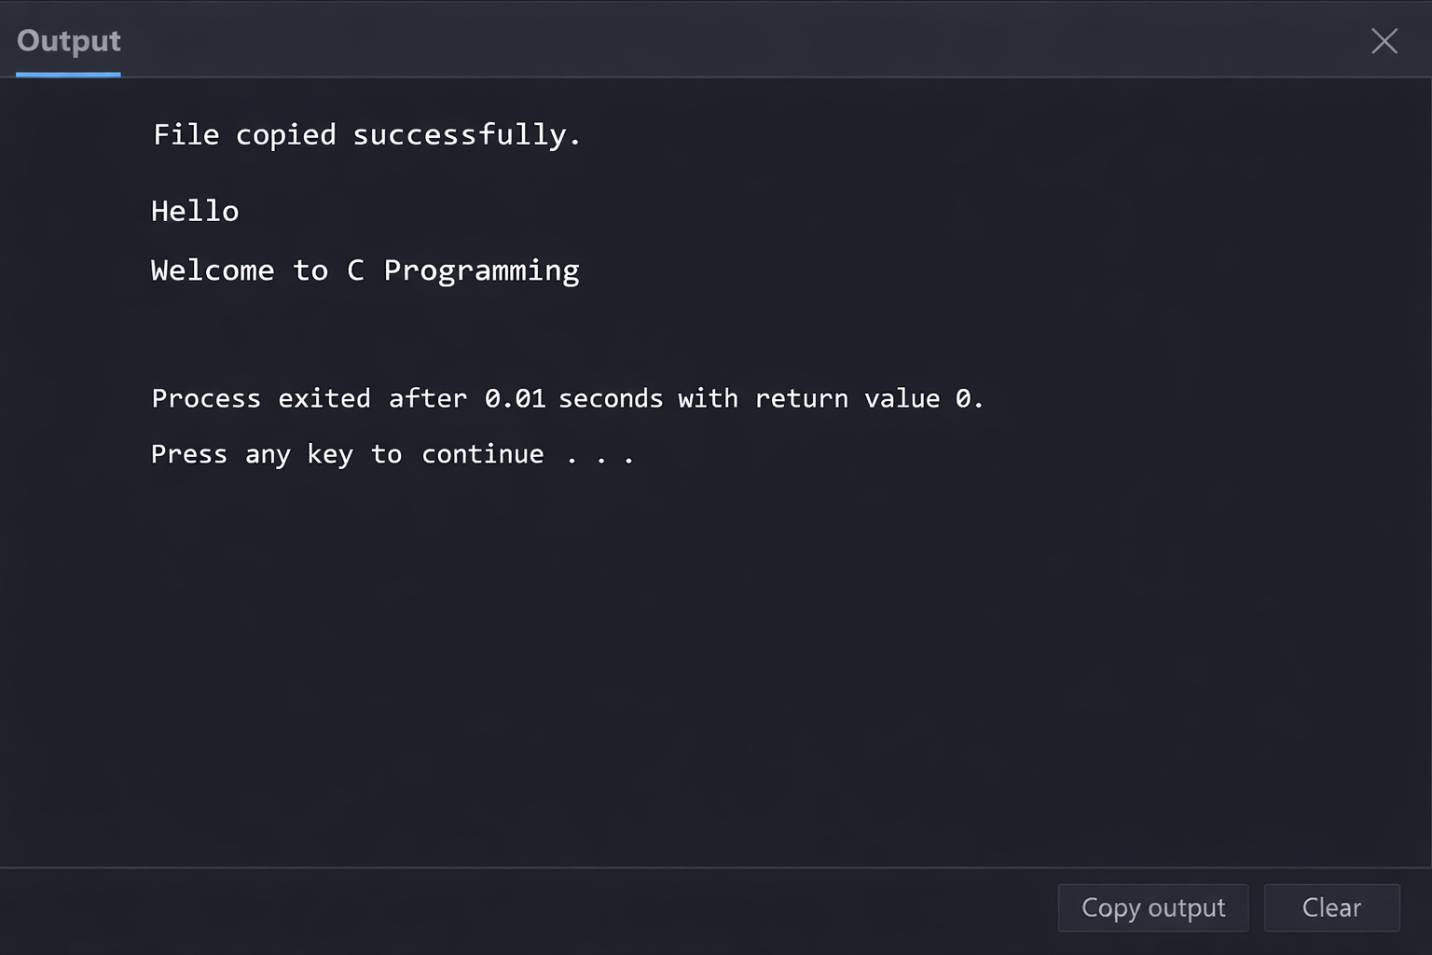 Output
File copied successfully.
Hello
Welcome to C Programming
Process exited after 0.01 seconds with return value 0.
Press any key to continue . . .
Copy output
Clear